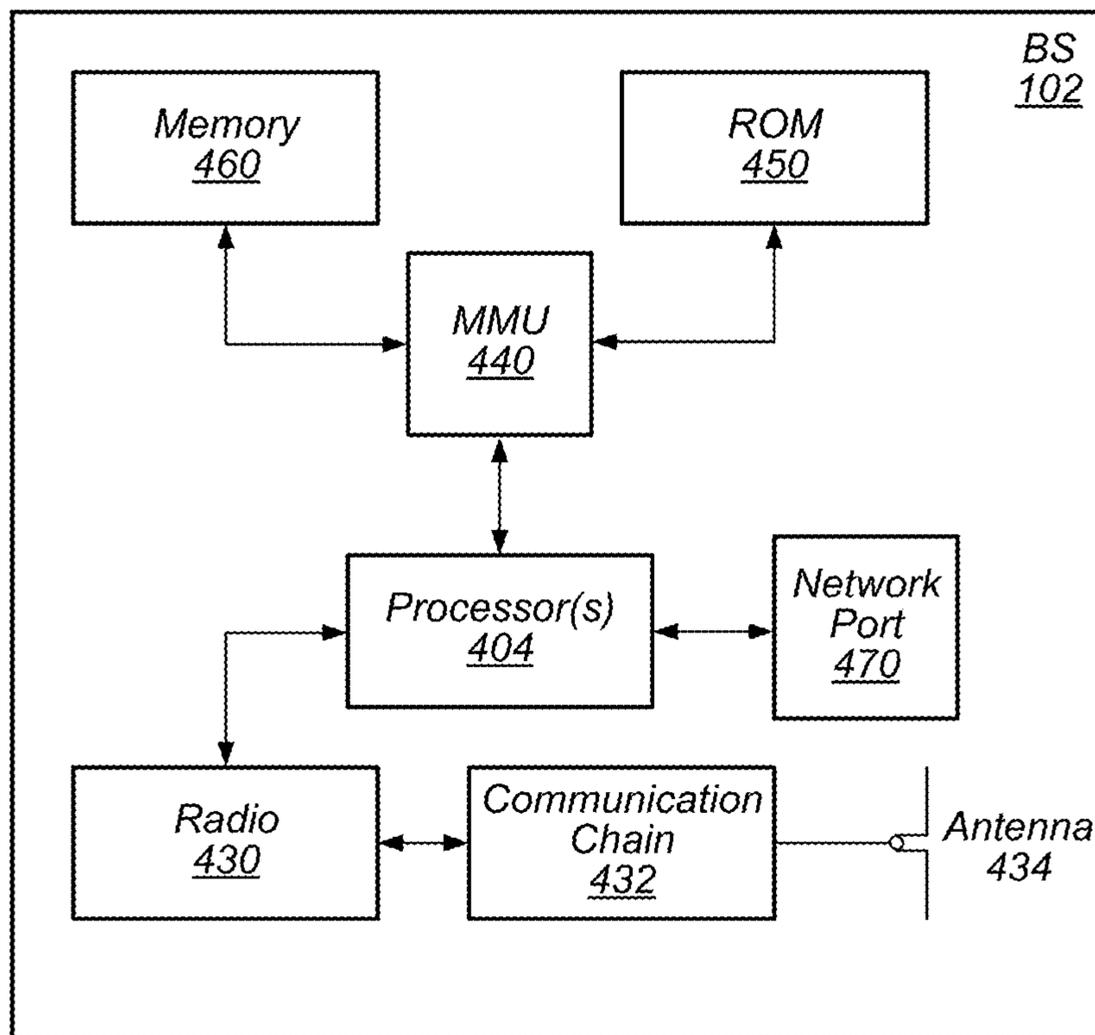 BS
102
Memory
460
ROM
450
MMU
440
Processor(s)
404
Network
Port
470
Radio
430
Communication
Chain
432
Antenna
434